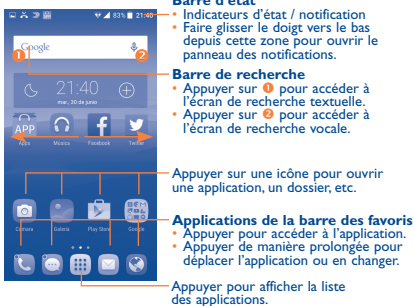 Barre d'état
• Indicateurs d'état / notification
• Faire glisser le doigt vers le bas
depuis cette zone pour ouvrir le
panneau des notifications.
Barre de recherche
• Appuyer sur 1 pour accéder à
l'écran de recherche textuelle.
• Appuyer sur 2 pour accéder à
l'écran de recherche vocale.
Appuyer sur une icône pour ouvrir
une application, un dossier, etc.
Applications de la barre des favoris
• Appuyer pour accéder à l'application.
• Appuyer de manière prolongée pour
déplacer l'application ou en changer.
Appuyer pour afficher la liste
des applications.
83% 21:40
Google
1 2
21:40
mar., 30 de junio
APP
Apps Música Facebook Twitter
Cámara Galería Play Store Google